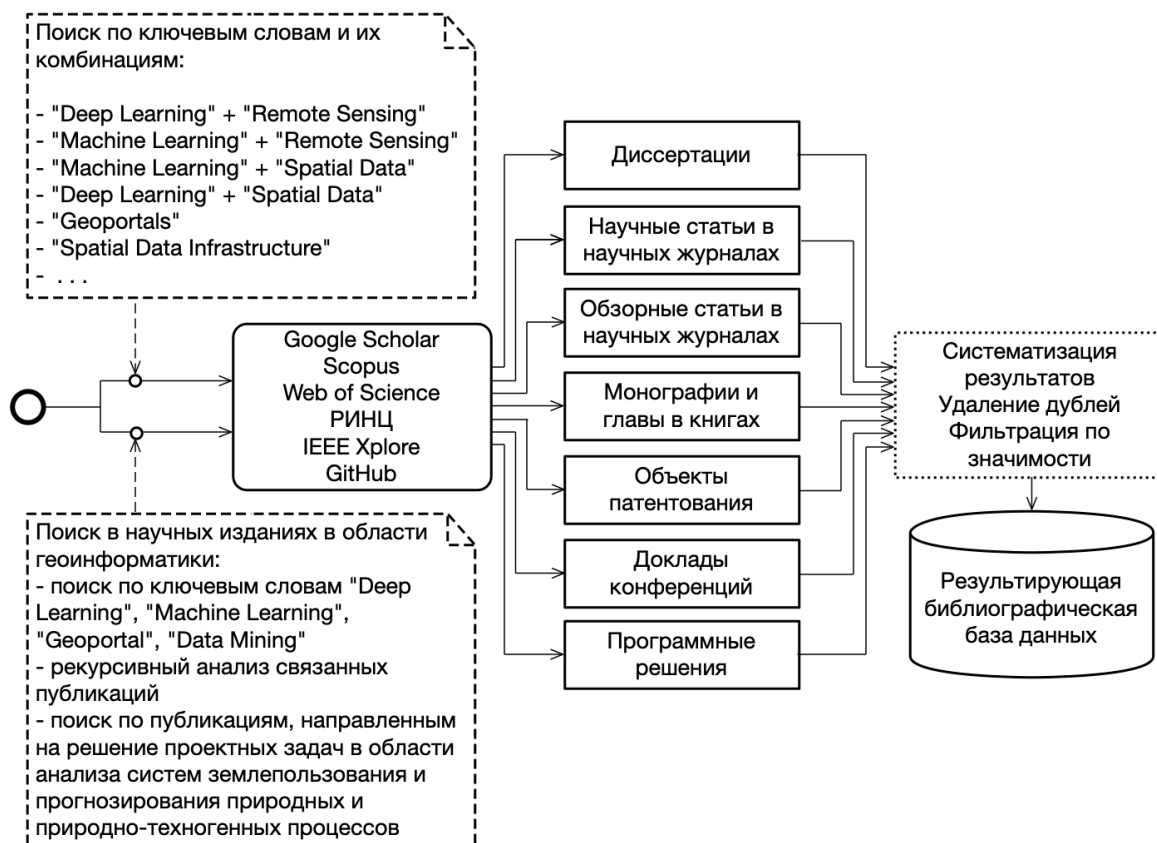 Поиск по ключевым словам и их
комбинациям:
- "Deep Learning" + "Remote Sensing"
- "Machine Learning" + "Remote Sensing"
- "Machine Learning" + "Spatial Data"
- "Deep Learning" + "Spatial Data"
- "Geoportals"
- "Spatial Data Infrastructure"
- . . .
Google Scholar
Scopus
Web of Science
РИНЦ
IEEE Xplore
GitHub
Поиск в научных изданиях в области
геоинформатики:
- поиск по ключевым словам "Deep
Learning", "Machine Learning",
"Geoportal", "Data Mining"
- рекурсивный анализ связанных
публикаций
- поиск по публикациям, направленным
на решение проектных задач в области
анализа систем землепользования и
прогнозирования природных и
природно-техногенных процессов
Диссертации
Научные статьи в
научных журналах
Обзорные статьи в
научных журналах
Монографии и
главы в книгах
Объекты
патентования
Доклады
конференций
Программные
решения
Систематизация
результатов
Удаление дублей
Фильтрация по
значимости
Результирующая
библиографическая
база данных